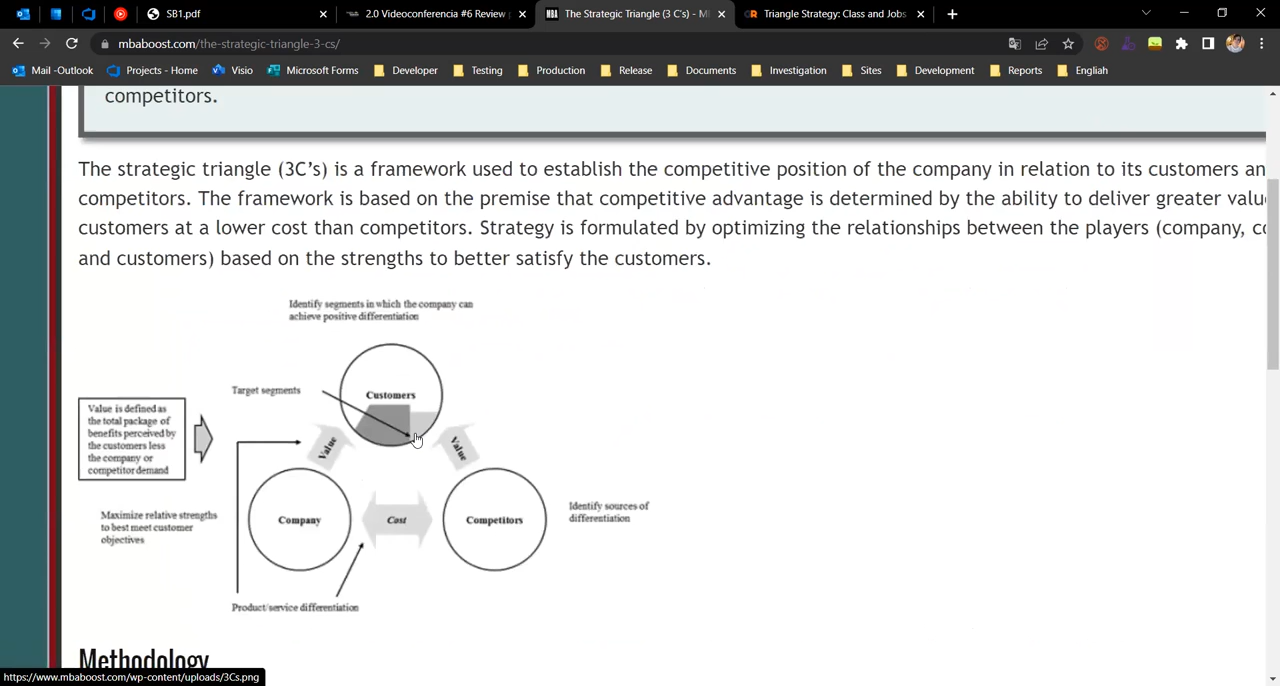 SB1.pdf
2.0 Videoconferencia #6 Review
The Strategic Triangle (3 C's) - M
Triangle Strategy: Class and Jobs
mbaboost.com/the-strategic-triangle-3-cs/
Mail -Outlook
Projects - Home
Visio
Microsoft Forms
Developer
Testing
Production
Release
Documents
Investigation
Sites
Development
Reports
English
competitors.
The strategic triangle (3C's) is a framework used to establish the competitive position of the company in relation to its customers an
competitors. The framework is based on the premise that competitive advantage is determined by the ability to deliver greater valu
customers at a lower cost than competitors. Strategy is formulated by optimizing the relationships between the players (company, c
and customers) based on the strengths to better satisfy the customers.
Identify segments in which the company can
achieve positive differentiation
Target segments
Customers
Value is defined as
the total package of
benefits perceived by
the customers less
the company or
competitor demand
Value
Value
Maximize relative strengths
to best meet customer
objectives
Company
Cost
Competitors
Identify sources of
differentiation
Product/service differentiation
Methodology
https://www.mbaboost.com/wp-content/uploads/3Cs.png